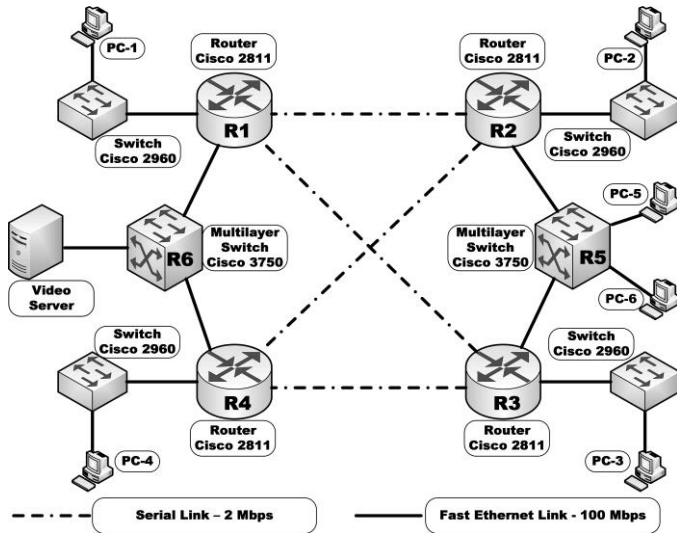 PC-1
Router
Cisco 2811
R1
Switch
Cisco 2960
Router
Cisco 2811
R2
PC-2
Switch
Cisco 2960
Video
Server
R6
Multilayer
Switch
Cisco 3750
Multilayer
Switch
Cisco 3750
R5
PC-5
PC-6
Switch
Cisco 2960
R4
Router
Cisco 2811
PC-4
Switch
Cisco 2960
R3
Router
Cisco 2811
PC-3
Serial Link – 2 Mbps
Fast Ethernet Link - 100 Mbps